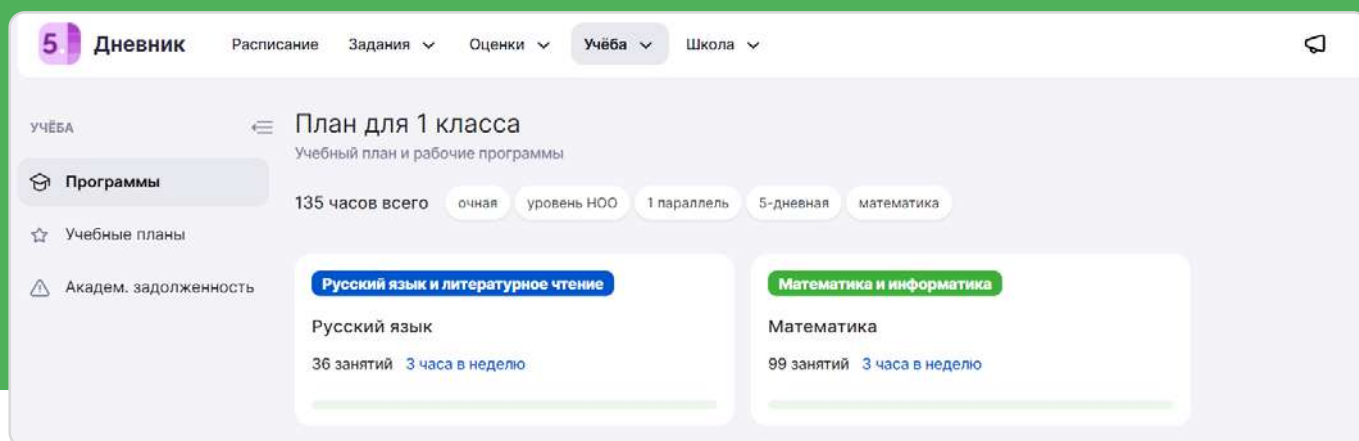 5 Дневник Расписание Задания Оценки Учёба Школа
УЧЁБА
Программы
Учебные планы
Академ. задолженность
План для 1 класса
Учебный план и рабочие программы
135 часов всего очная уровень НОО 1 параллель 5-дневная математика
Русский язык и литературное чтение
Русский язык
36 занятий 3 часа в неделю
Математика и информатика
Математика
99 занятий 3 часа в неделю